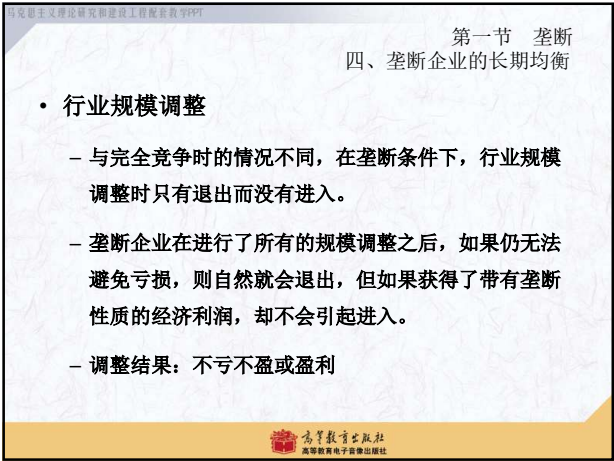 马克思主义理论研究和建设工程配套教学PPT
第一节 垄断
四、垄断企业的长期均衡
• 行业规模调整
– 与完全竞争时的情况不同，在垄断条件下，行业规模
调整时只有退出而没有进入。
– 垄断企业在进行了所有的规模调整之后，如果仍无法
避免亏损，则自然就会退出，但如果获得了带有垄断
性质的经济利润，却不会引起进入。
– 调整结果：不亏不盈或盈利
高等教育出版社
高等教育电子音像出版社